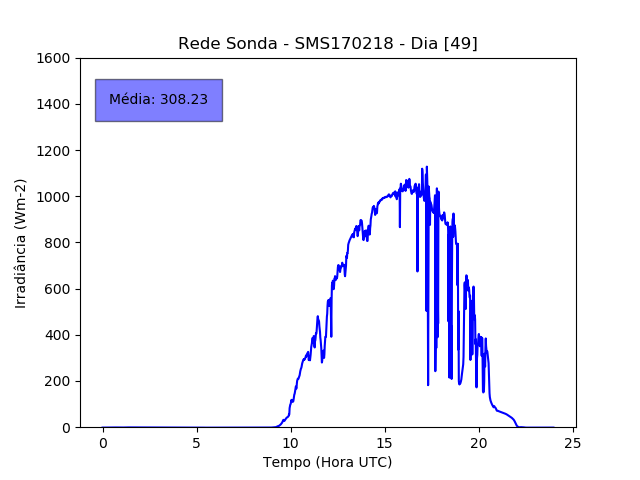 Rede Sonda - SMS170218 - Dia [49]
1600
1400
1200
1000
800
600
400
200
0
Irradiância (Wm-2)
Média: 308.23
0 5 10 15 20 25
Tempo (Hora UTC)